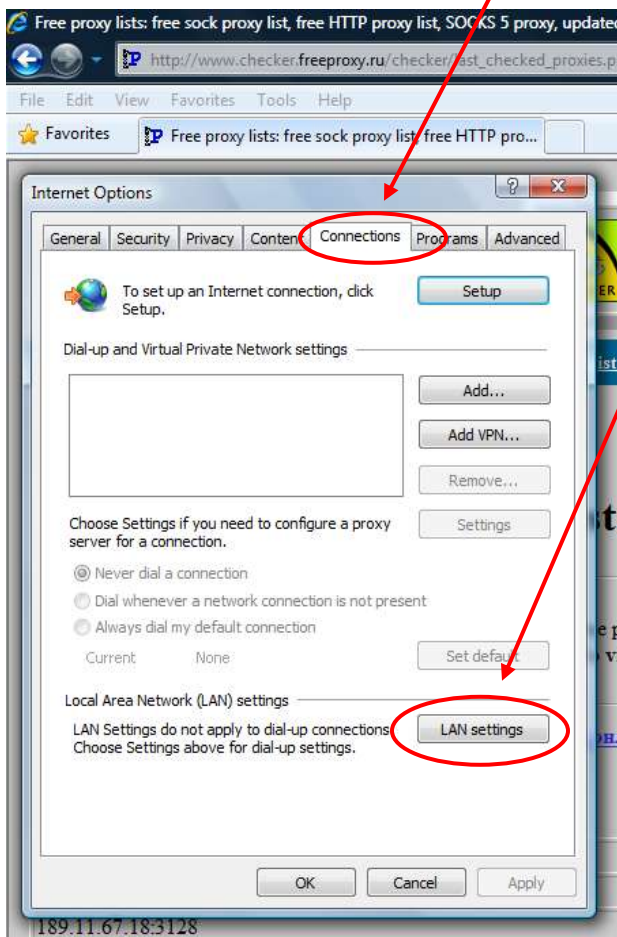 Free proxy lists: free sock proxy list, free HTTP proxy list, SOCKS 5 proxy, updated
http://www.checker.freeproxy.ru/checker/last_checked_proxies.p
File Edit View Favorites Tools Help
Favorites Free proxy lists: free sock proxy list, free HTTP pro...
Internet Options
General Security Privacy Content Connections Programs Advanced
To set up an Internet connection, click Setup.
Setup
Dial-up and Virtual Private Network settings
Add...
Add VPN...
Remove...
Choose Settings if you need to configure a proxy
server for a connection.
Settings
Never dial a connection
Dial whenever a network connection is not present
Always dial my default connection
Current None Set default
Local Area Network (LAN) settings
LAN Settings do not apply to dial-up connections.
Choose Settings above for dial-up settings.
LAN settings
OK Cancel Apply
189.11.67.18:3128